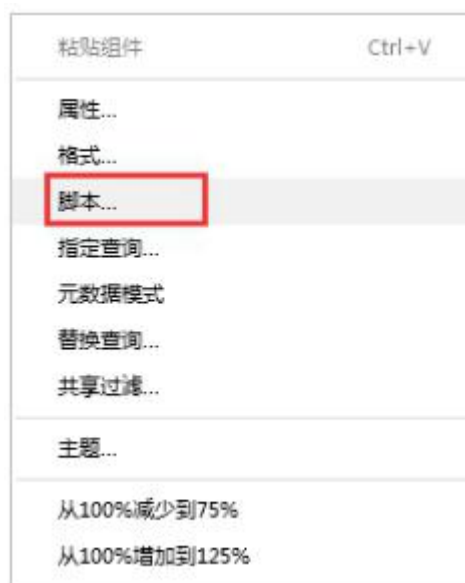 粘贴组件 Ctrl+V
属性...
格式...
脚本...
指定查询...
元数据模式
替换查询...
共享过滤...
主题...
从100%减少到75%
从100%增加到125%